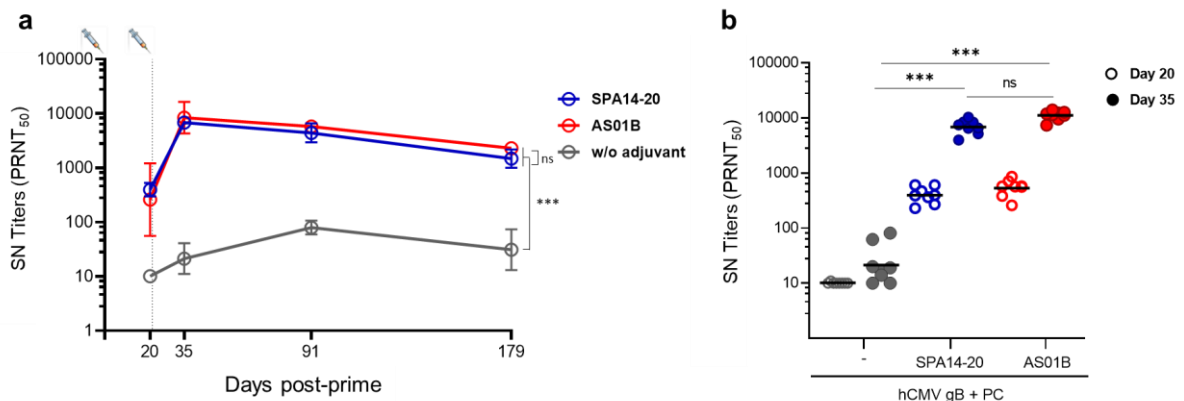 a
SN Titers (PRNT50)
100000
10000
1000
100
10
1
20
35
91
179
Days post-prime
SPA14-20
AS01B
w/o adjuvant
ns
***
b
SN Titers (PRNT50)
100000
10000
1000
100
10
***
***
ns
Day 20
Day 35
-
SPA14-20
AS01B
hCMV gB + PC